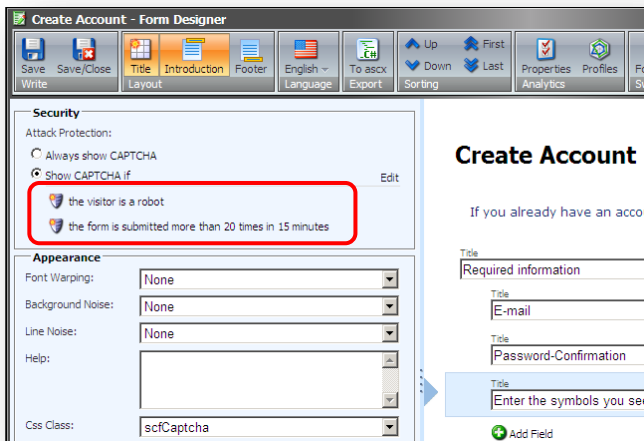 Create Account - Form Designer
Save Save/Close Title Introduction Footer English To ascx Up First Down Last Properties Profiles
Write Layout Language Export Sorting Analytics
Security
Attack Protection:
Always show CAPTCHA
Show CAPTCHA if Edit
the visitor is a robot
the form is submitted more than 20 times in 15 minutes
Appearance
Font Warping: None
Background Noise: None
Line Noise: None
Help:
Css Class: scfCaptcha
Create Account
If you already have an acco
Title
Required information
Title
E-mail
Title
Password-Confirmation
Title
Enter the symbols you see
Add Field